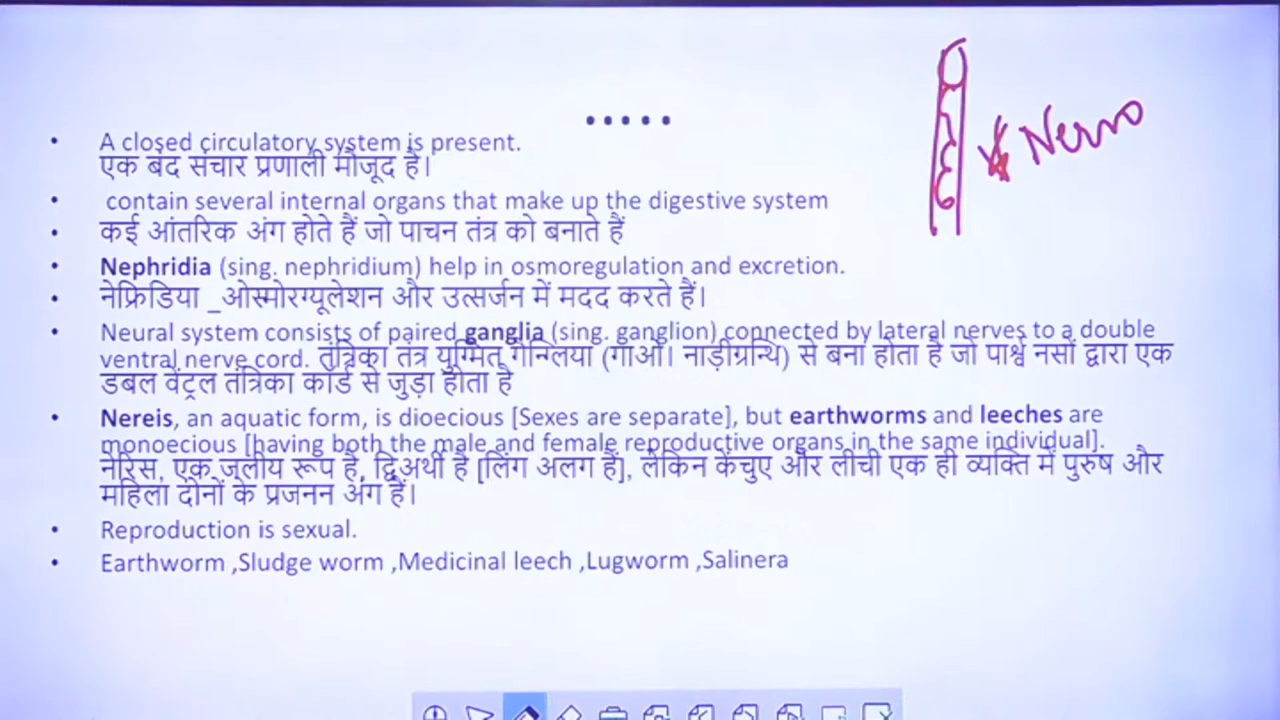 .....
• A closed circulatory system is present.
एक बंद संचार प्रणाली मौजूद है।
• contain several internal organs that make up the digestive system
• कई आंतरिक अंग होते हैं जो पाचन तंत्र को बनाते हैं
• Nephridia (sing. nephridium) help in osmoregulation and excretion.
• नेफ्रिडिया _ओस्मोरग्यूलेशन और उत्सर्जन में मदद करते हैं।
• Neural system consists of paired ganglia (sing. ganglion) connected by lateral nerves to a double
ventral nerve cord. तंत्रिका तंत्र युग्मित गैन्ग्लिया (गाओ। नाड़ीग्रन्थि) से बना होता है जो पार्श्व नसों द्वारा एक
डबल वेंट्रल तंत्रिका कॉर्ड से जुड़ा होता है
• Nereis, an aquatic form, is dioecious [Sexes are separate], but earthworms and leeches are
monoecious [having both the male and female reproductive organs in the same individual].
नेरिस, एक जलीय रूप है, द्विअर्थी है [लिंग अलग हैं], लेकिन केंचुए और लीची एक ही व्यक्ति में पुरुष और
महिला दोनों के प्रजनन अंग हैं।
• Reproduction is sexual.
• Earthworm ,Sludge worm ,Medicinal leech ,Lugworm ,Salinera